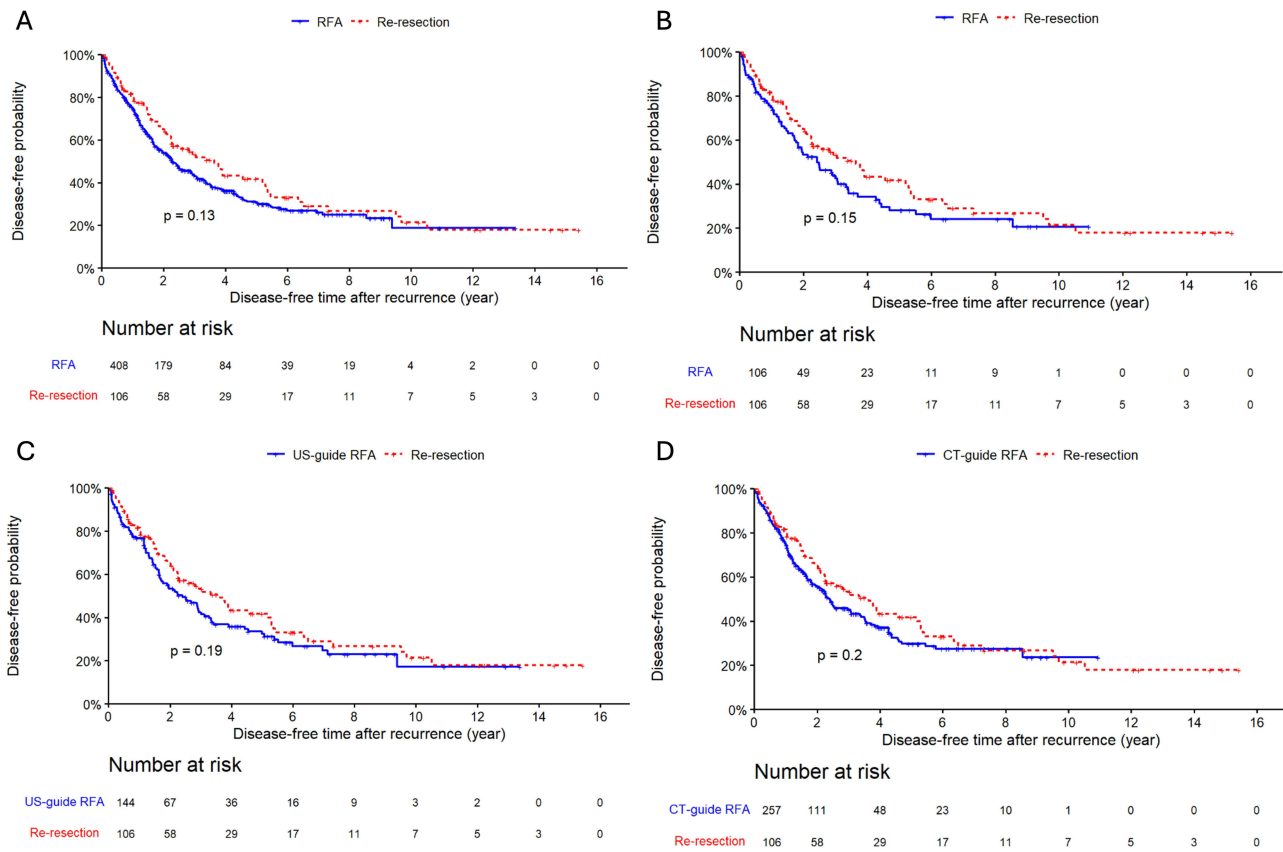 A
RFA Re-resection
Disease-free probability
100%
80%
60%
40%
20%
0%
p = 0.13
0 2 4 6 8 10 12 14 16
Disease-free time after recurrence (year)
Number at risk
RFA 408 179 84 39 19 4 2 0 0
Re-resection 106 58 29 17 11 7 5 3 0
B
RFA Re-resection
Disease-free probability
100%
80%
60%
40%
20%
0%
p = 0.15
0 2 4 6 8 10 12 14 16
Disease-free time after recurrence (year)
Number at risk
RFA 106 49 23 11 9 1 0 0 0
Re-resection 106 58 29 17 11 7 5 3 0
C
US-guide RFA Re-resection
Disease-free probability
100%
80%
60%
40%
20%
0%
p = 0.19
0 2 4 6 8 10 12 14 16
Disease-free time after recurrence (year)
Number at risk
US-guide RFA 144 67 36 16 9 3 2 0 0
Re-resection 106 58 29 17 11 7 5 3 0
D
CT-guide RFA Re-resection
Disease-free probability
100%
80%
60%
40%
20%
0%
p = 0.2
0 2 4 6 8 10 12 14 16
Disease-free time after recurrence (year)
Number at risk
CT-guide RFA 257 111 48 23 10 1 0 0 0
Re-resection 106 58 29 17 11 7 5 3 0